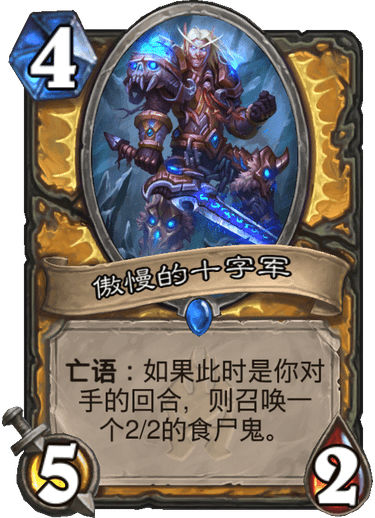 4
傲慢的十字军
亡语：如果此时是你对
手的回合，则召唤一
个2/2的食尸鬼。
5
2